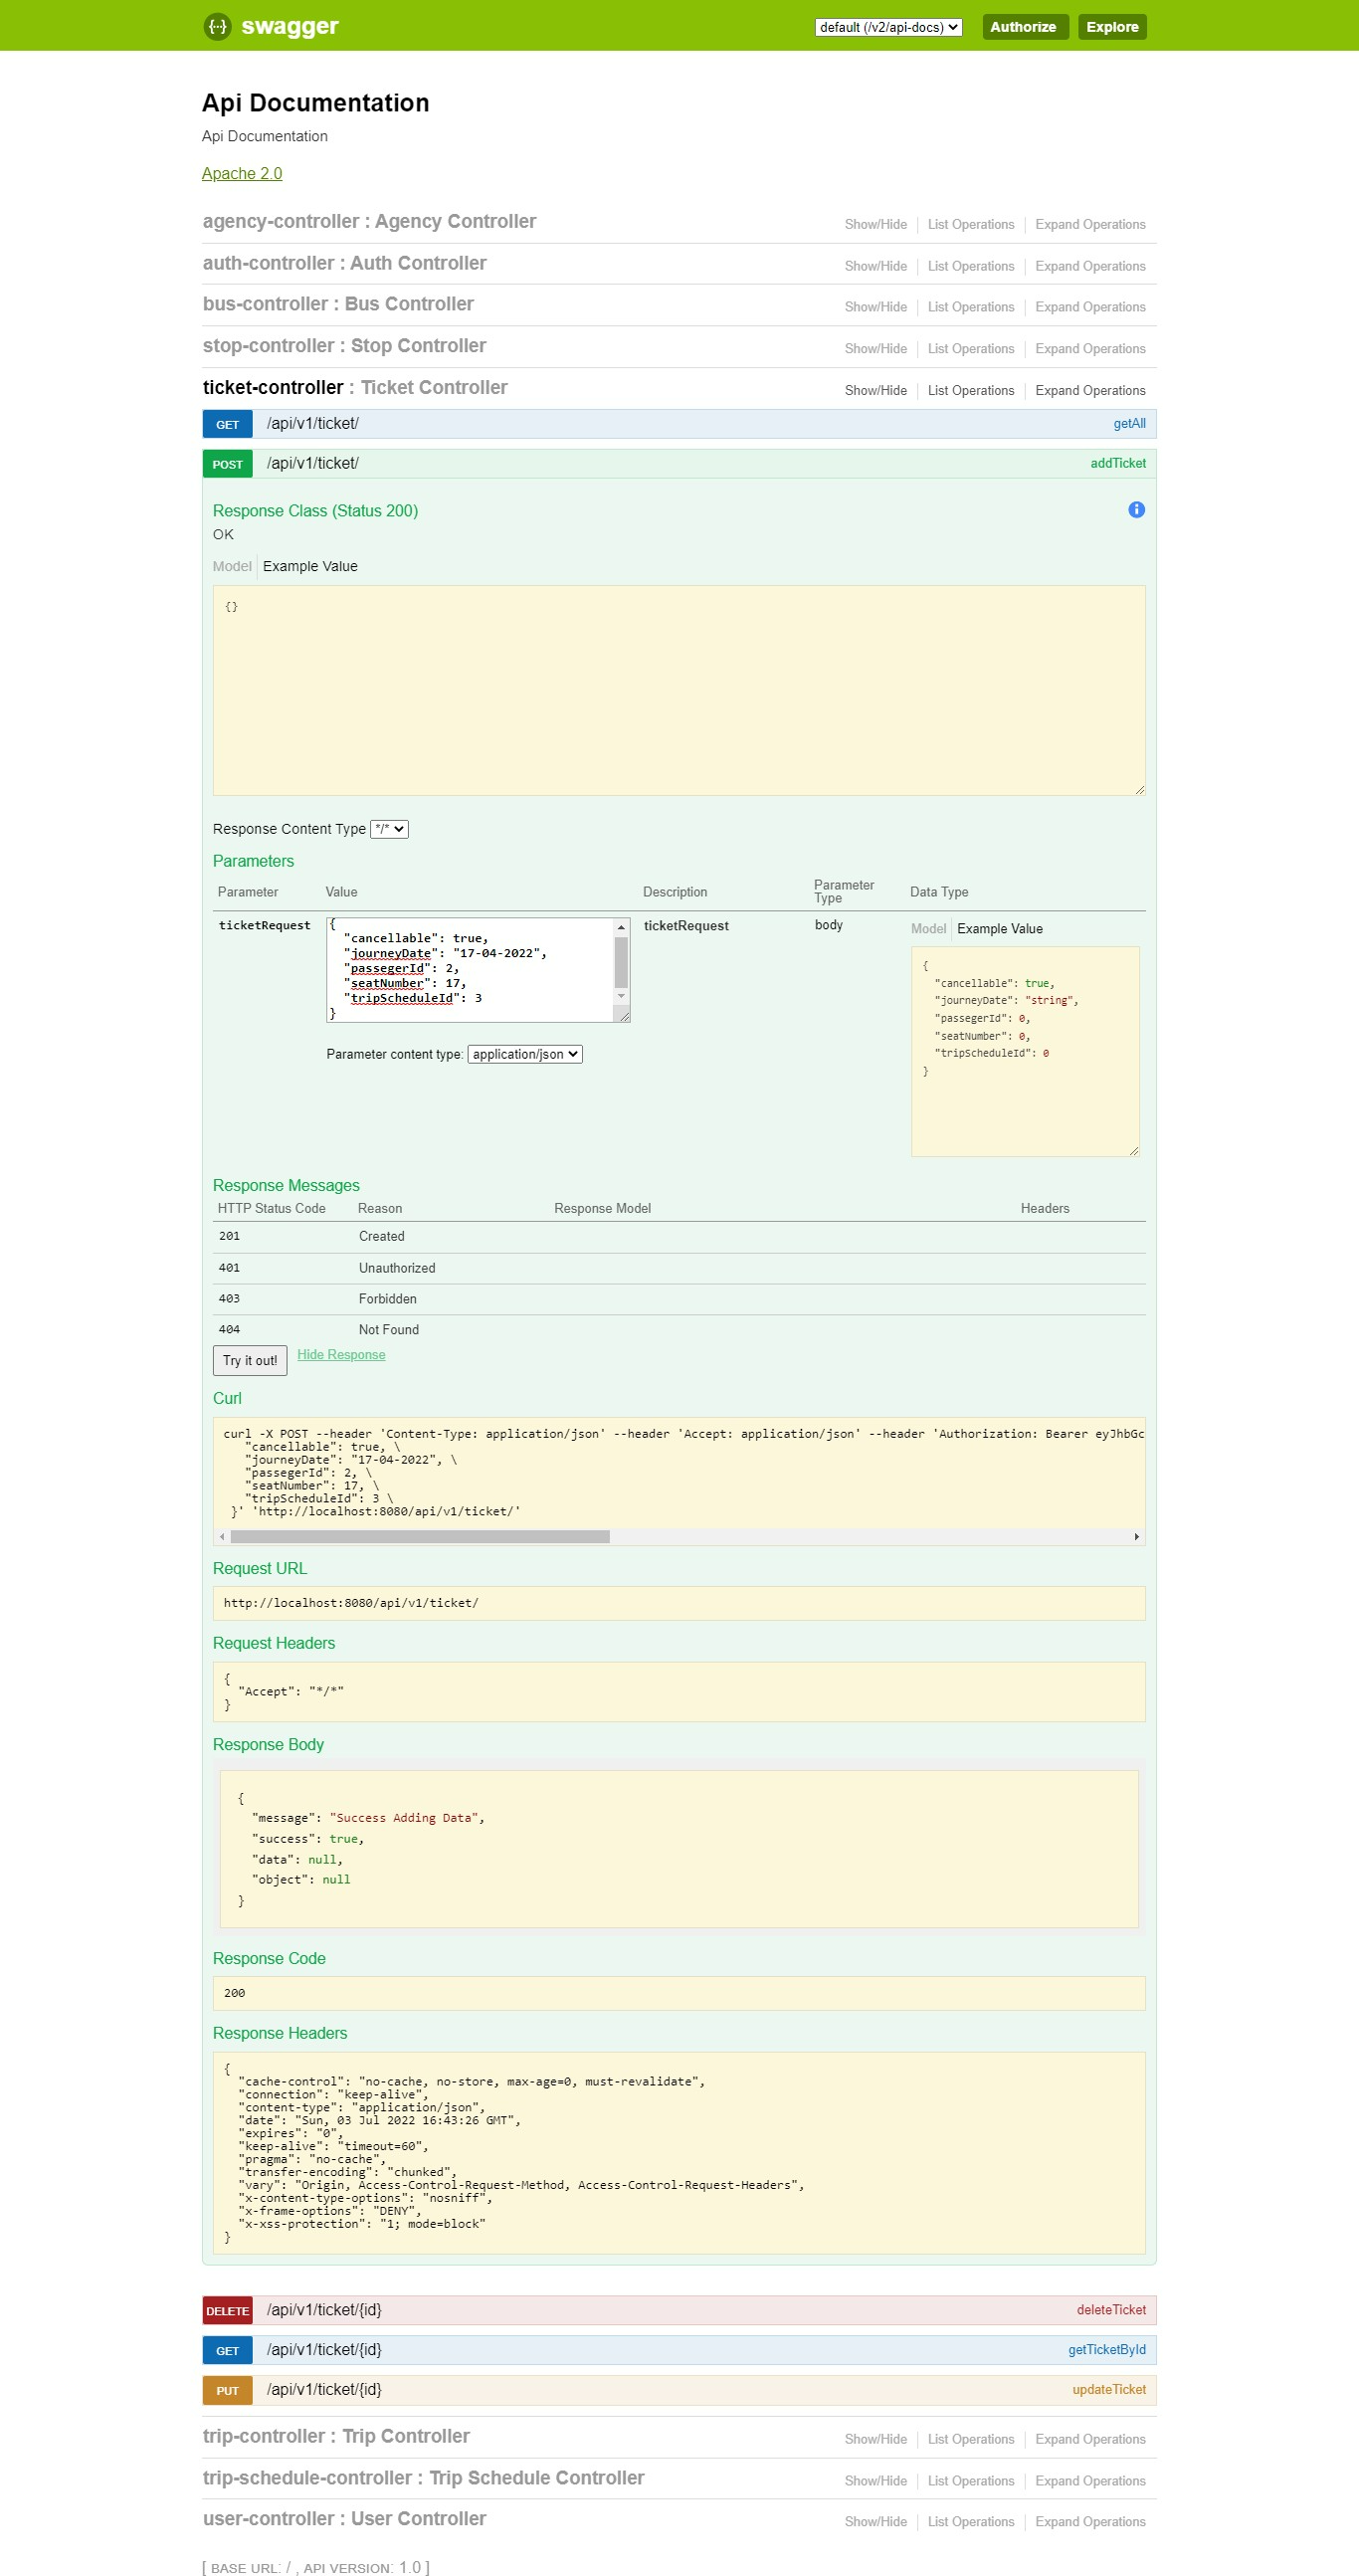 swagger
default (/v2/api-docs) Authorize Explore
Api Documentation
Api Documentation
Apache 2.0
agency-controller : Agency Controller Show/Hide List Operations Expand Operations
auth-controller : Auth Controller Show/Hide List Operations Expand Operations
bus-controller : Bus Controller Show/Hide List Operations Expand Operations
stop-controller : Stop Controller Show/Hide List Operations Expand Operations
ticket-controller : Ticket Controller Show/Hide List Operations Expand Operations
GET /api/v1/ticket/ getAll
POST /api/v1/ticket/ addTicket
Response Class (Status 200)
OK
Model Example Value
{}
Response Content Type */*
Parameters
Parameter Value Description Parameter Type Data Type
ticketRequest
{
"cancellable": true,
"journeyDate": "17-04-2022",
"passegerId": 2,
"seatNumber": 17,
"tripScheduleId": 3
}
Parameter content type: application/json
ticketRequest
body
Model Example Value
{
"cancellable": true,
"journeyDate": "string",
"passegerId": 0,
"seatNumber": 0,
"tripScheduleId": 0
}
Response Messages
HTTP Status Code Reason Response Model Headers
201 Created
401 Unauthorized
403 Forbidden
404 Not Found
Try it out! Hide Response
Curl
curl -X POST --header 'Content-Type: application/json' --header 'Accept: application/json' --header 'Authorization: Bearer eyJhbGc
"cancellable": true, \
"journeyDate": "17-04-2022", \
"passegerId": 2, \
"seatNumber": 17, \
"tripScheduleId": 3 \
}' 'http://localhost:8080/api/v1/ticket/'
Request URL
http://localhost:8080/api/v1/ticket/
Request Headers
{
"Accept": "*/*"
}
Response Body
{
"message": "Success Adding Data",
"success": true,
"data": null,
"object": null
}
Response Code
200
Response Headers
{
"cache-control": "no-cache, no-store, max-age=0, must-revalidate",
"connection": "keep-alive",
"content-type": "application/json",
"date": "Sun, 03 Jul 2022 16:43:26 GMT",
"expires": "0",
"keep-alive": "timeout=60",
"pragma": "no-cache",
"transfer-encoding": "chunked",
"vary": "Origin, Access-Control-Request-Method, Access-Control-Request-Headers",
"x-content-type-options": "nosniff",
"x-frame-options": "DENY",
"x-xss-protection": "1; mode=block"
}
DELETE /api/v1/ticket/{id} deleteTicket
GET /api/v1/ticket/{id} getTicketById
PUT /api/v1/ticket/{id} updateTicket
trip-controller : Trip Controller Show/Hide List Operations Expand Operations
trip-schedule-controller : Trip Schedule Controller Show/Hide List Operations Expand Operations
user-controller : User Controller Show/Hide List Operations Expand Operations
[ BASE URL: / , API VERSION: 1.0 ]